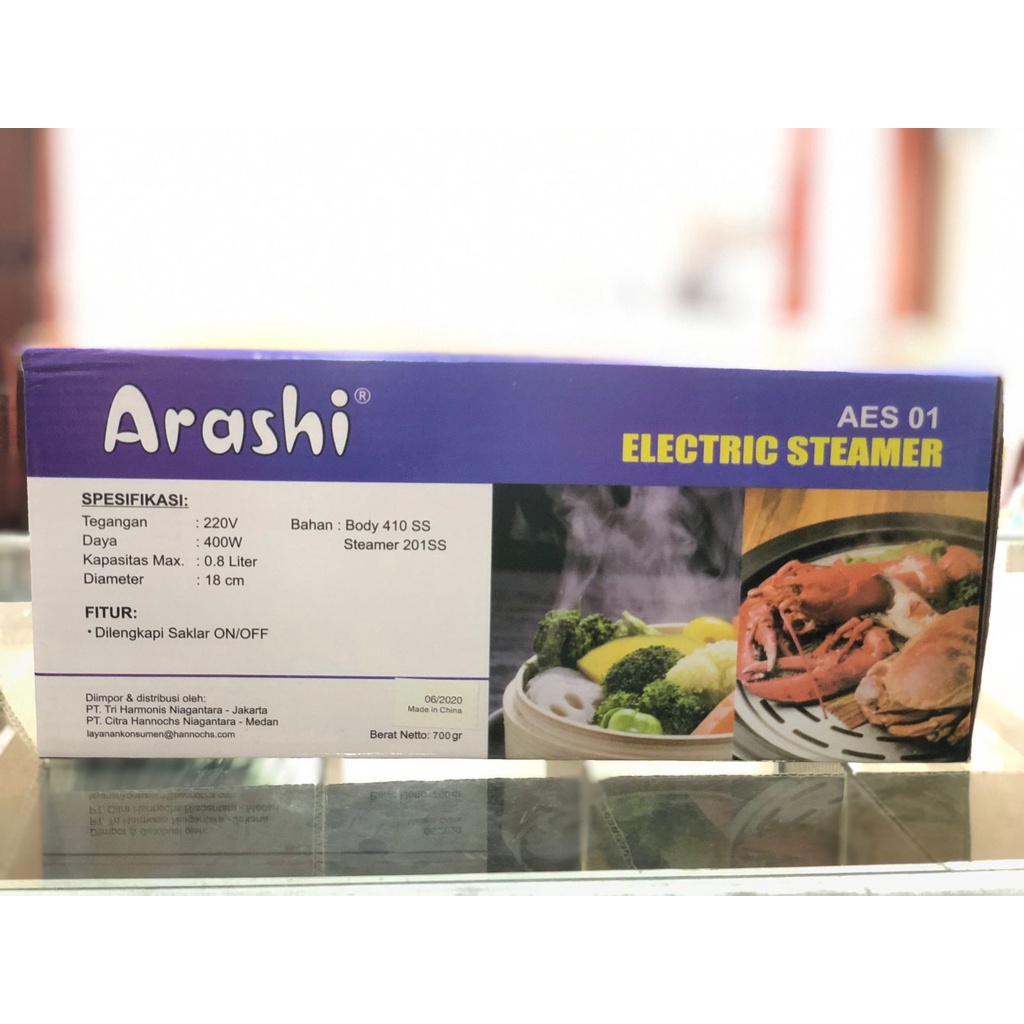 Arashi®
AES 01
ELECTRIC STEAMER
SPESIFIKASI:
Tegangan : 220V
Daya : 400W
Kapasitas Max. : 0.8 Liter
Diameter : 18 cm
Bahan : Body 410 SS
Steamer 201SS
FITUR:
• Dilengkapi Saklar ON/OFF
Diimpor & distribusi oleh:
PT. Tri Harmonis Niagantara - Jakarta
PT. Citra Hannochs Niagantara - Medan
layanankonsumen@hannochs.com
06/2020
Made in China
Berat Netto: 700gr